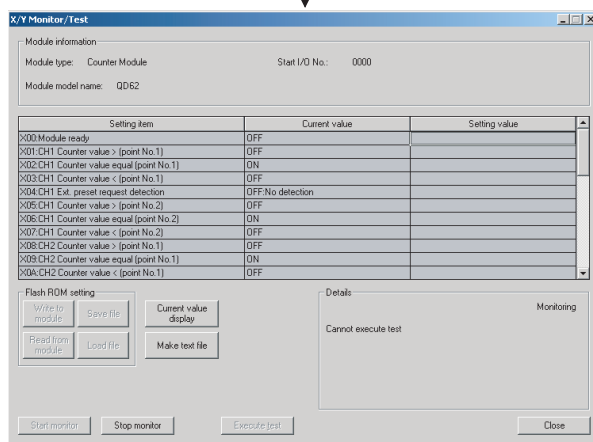 X/Y Monitor/Test
Module information
Module type: Counter Module Start I/O No.: 0000
Module model name: QD62
Setting item Current value Setting value
X00:Module ready OFF
X01:CH1 Counter value > (point No.1) OFF
X02:CH1 Counter value equal (point No.1) ON
X03:CH1 Counter value < (point No.1) OFF
X04:CH1 Ext. preset request detection OFF:No detection
X05:CH1 Counter value > (point No.2) OFF
X06:CH1 Counter value equal (point No.2) ON
X07:CH1 Counter value < (point No.2) OFF
X08:CH2 Counter value > (point No.1) OFF
X09:CH2 Counter value equal (point No.1) ON
X0A:CH2 Counter value < (point No.1) OFF
Flash ROM setting
Write to module Save file Current value display
Read from module Load file Make text file
Details
Monitoring
Cannot execute test
Start monitor Stop monitor Execute test Close